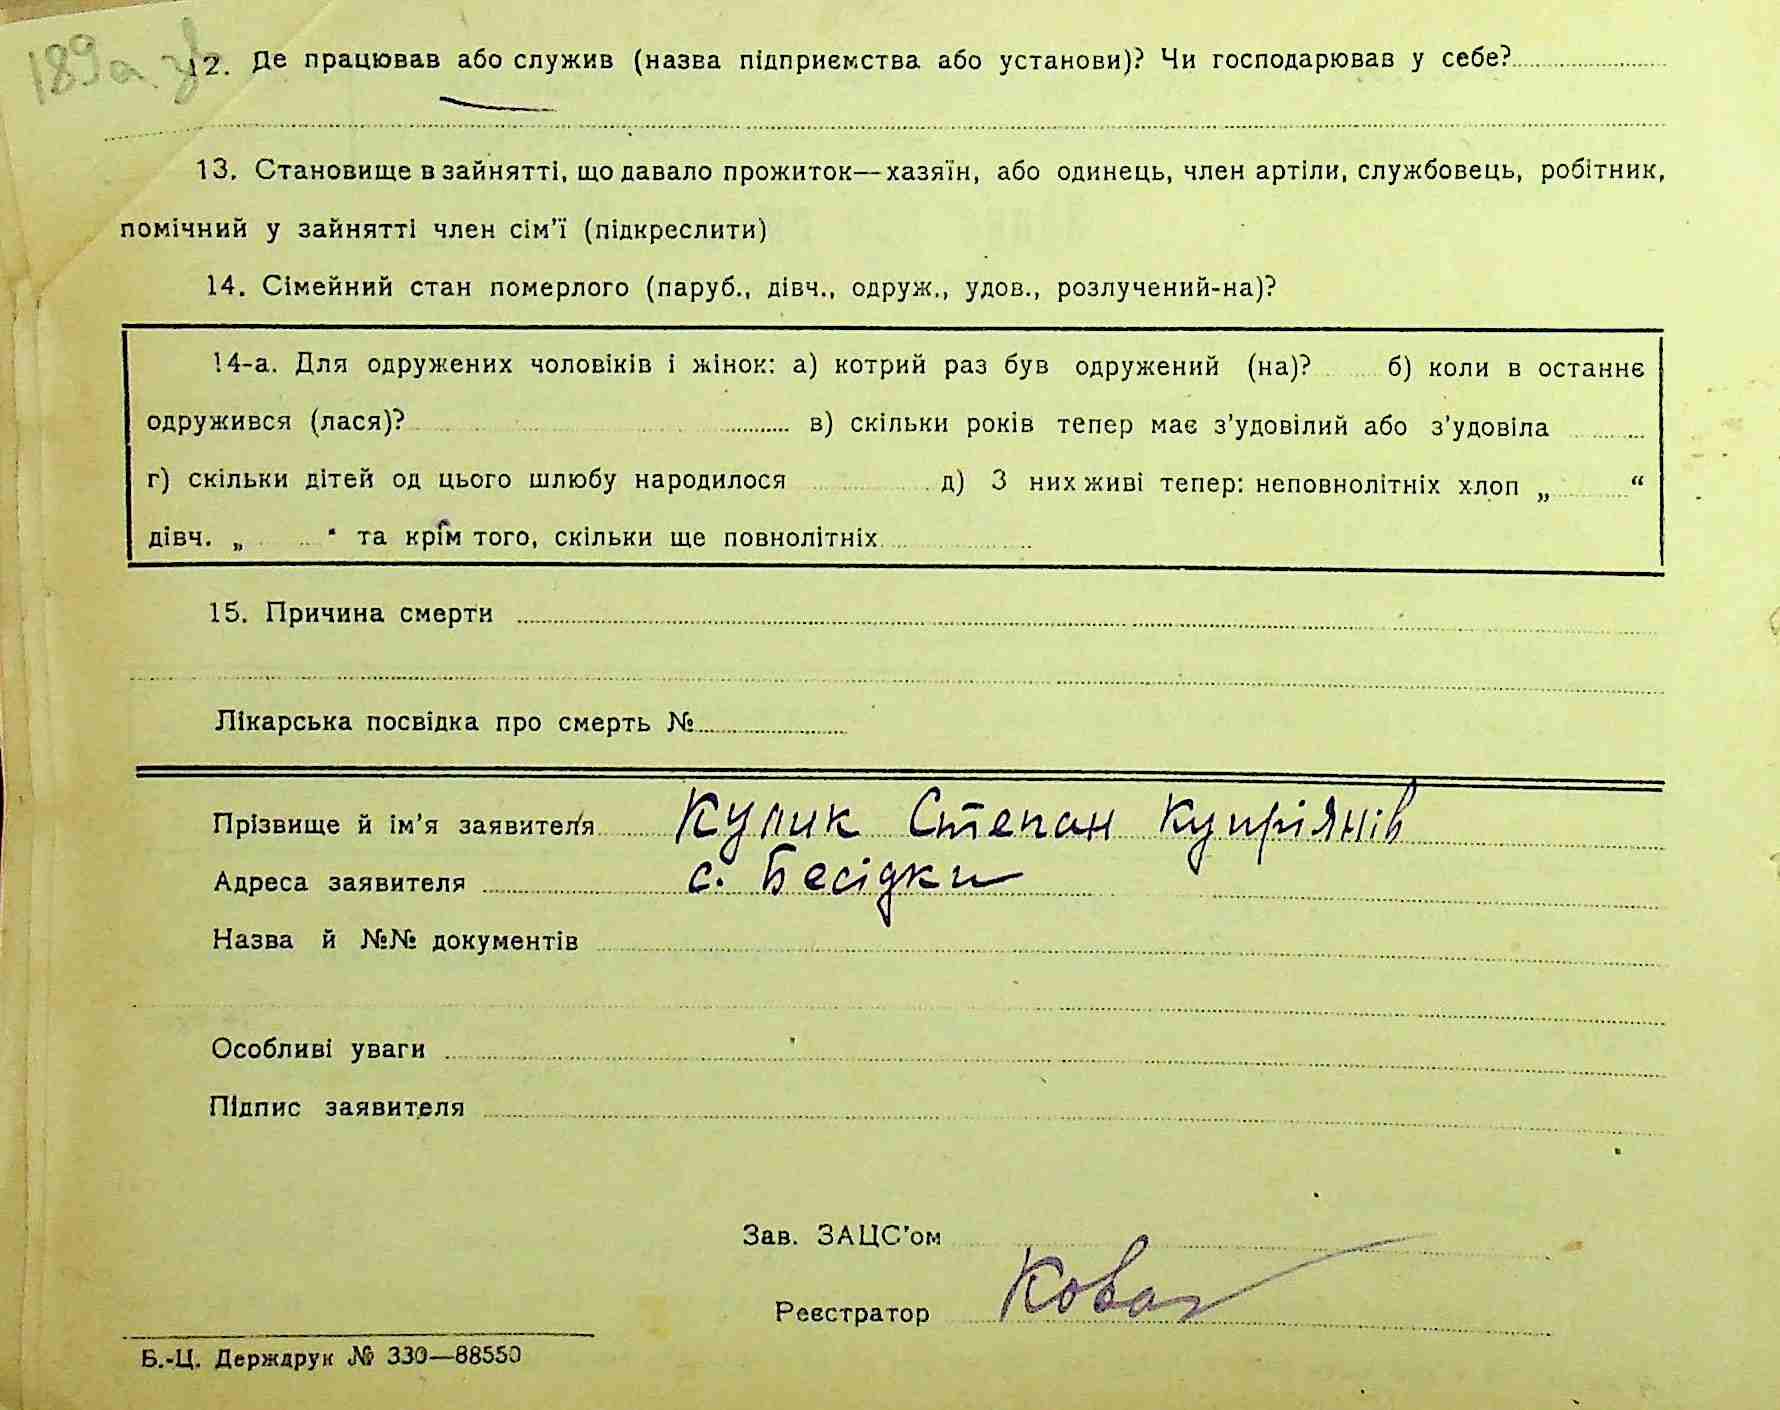 189а зв
12. Де працював або служив (назва підприємства або установи)? Чи господарював у себе?
13. Становище в зайнятті, що давало прожиток—хазяїн, або одинець, член артіли, службовець, робітник,
помічний у зайнятті член сім'ї (підкреслити)
14. Сімейний стан померлого (паруб., дівч., одруж., удов., розлучений-на)?
14-а. Для одружених чоловіків і жінок: а) котрий раз був одружений (на)? б) коли в останнє
одружився (лася)? в) скільки років тепер має з'удовілий або з'удовіла
г) скільки дітей од цього шлюбу народилося д) З них живі тепер: неповнолітніх хлоп „ “
дівч. „ “ та крім того, скільки ще повнолітніх
15. Причина смерти
Лікарська посвідка про смерть №
Прізвище й ім'я заявителя Кулик Степан Купріянів
Адреса заявителя с. Бесідки
Назва й №№ документів
Особливі уваги
Підпис заявителя
Зав. ЗАЦС'ом
Реєстратор
Б.-Ц. Держдрук № 330—88550